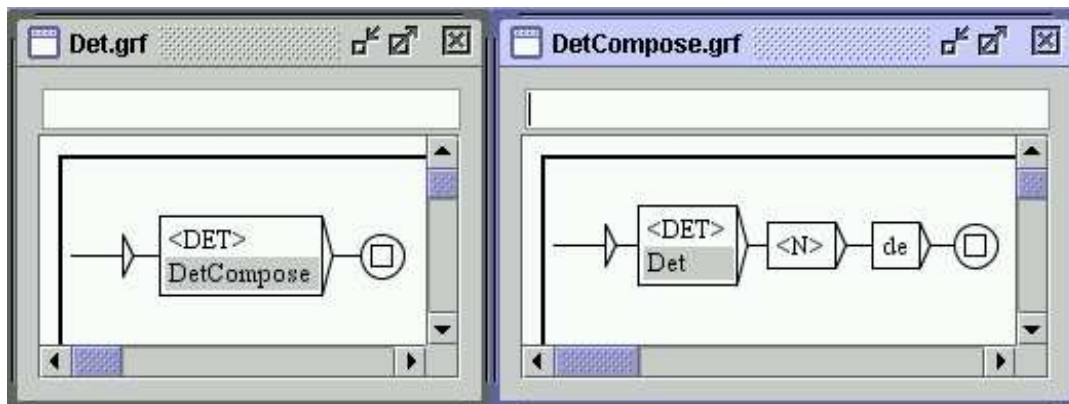 Det.grf
<DET>
DetCompose
DetCompose.grf
<DET>
Det
<N>
de